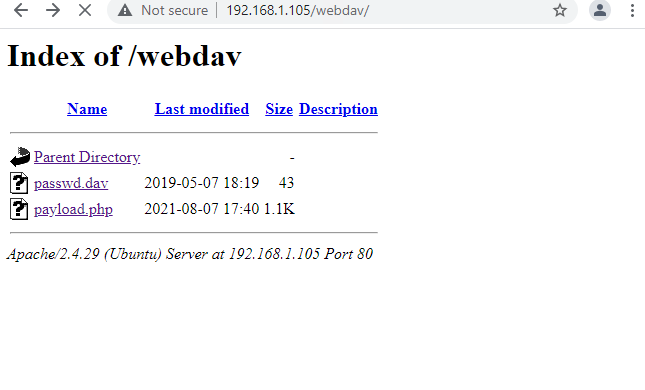 Not secure | 192.168.1.105/webdav/
Index of /webdav
Name Last modified Size Description
Parent Directory -
passwd.dav 2019-05-07 18:19 43
payload.php 2021-08-07 17:40 1.1K
Apache/2.4.29 (Ubuntu) Server at 192.168.1.105 Port 80